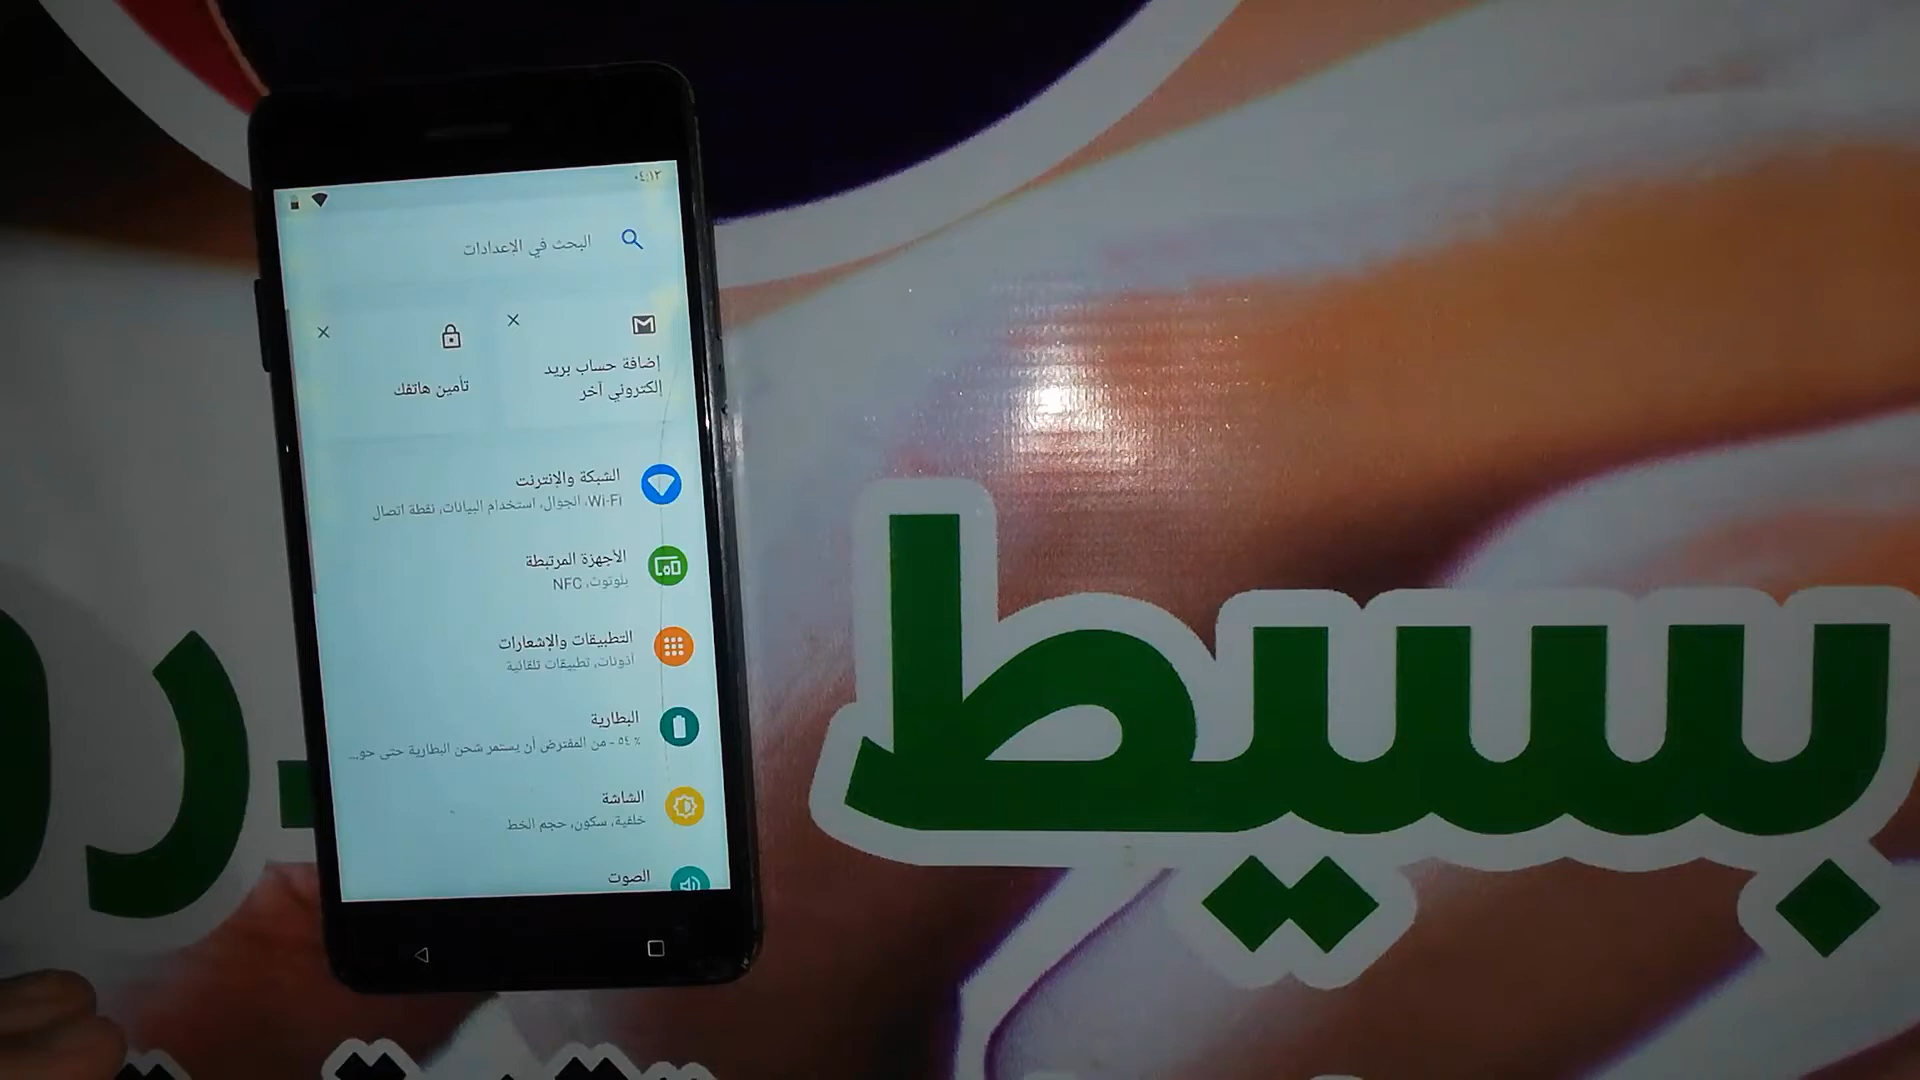 ٠٤:١٢
البحث في الإعدادات
إضافة حساب بريد
إلكتروني آخر
تأمين هاتفك
الشبكة والإنترنت
Wi-Fi، الجوال، استخدام البيانات، نقطة اتصال
الأجهزة المرتبطة
بلوتوث، NFC
التطبيقات والإشعارات
أذونات، تطبيقات تلقائية
البطارية
٥٤ % - من المفترض أن يستمر شحن البطارية حتى حو...
الشاشة
خلفية، سكون، حجم الخط
الصوت
بسيط